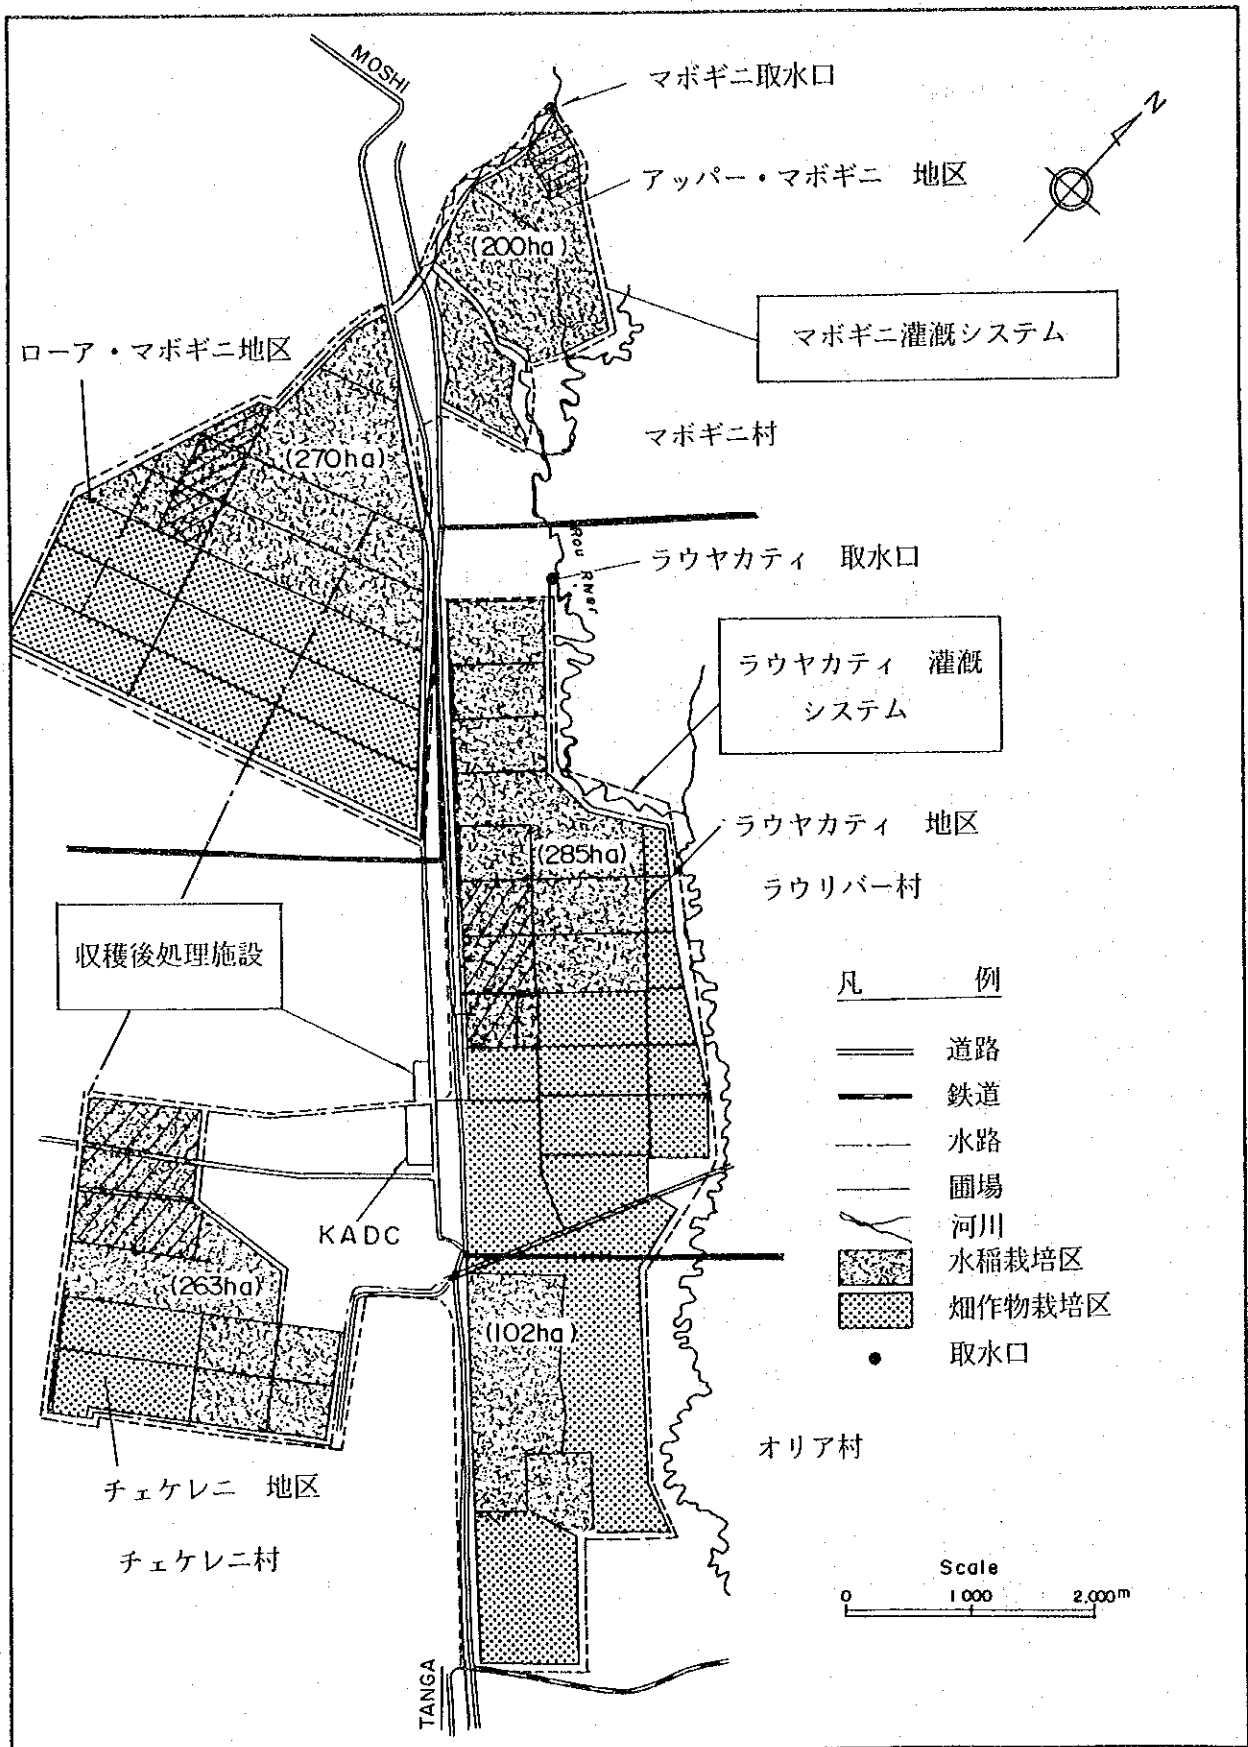 MOSHI
マボギニ取水口
N
アッパー・マボギニ 地区
(200ha)
マボギニ灌漑システム
ローア・マボギニ地区
マボギニ村
(270ha)
ラウヤカティ 取水口
ラウヤカティ 灌漑
システム
ラウヤカティ 地区
(285ha)
ラウリバー村
収穫後処理施設
凡 例
道路
鉄道
水路
圃場
河川
水稲栽培区
畑作物栽培区
取水口
KADC
(263ha)
(102ha)
オリア村
チェケレニ 地区
チェケレニ村
Scale
0 1000 2,000m
TANGA